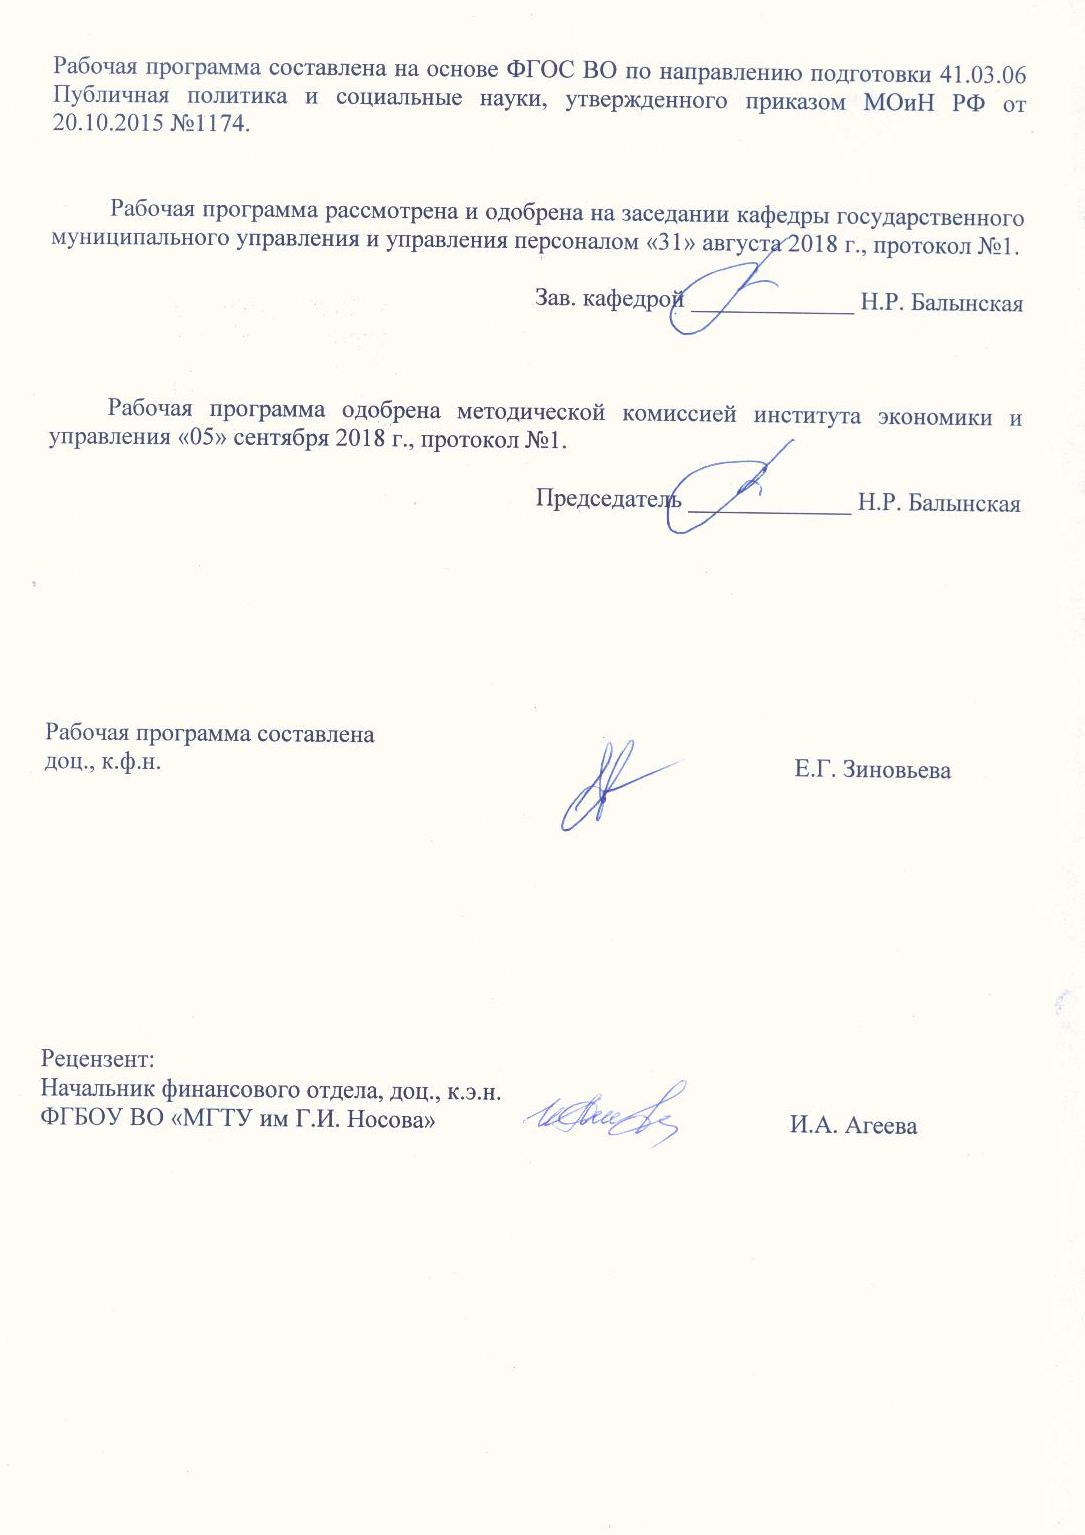 Рабочая программа составлена на основе ФГОС ВО по направлению подготовки 41.03.06
Публичная политика и социальные науки, утвержденного приказом МОиН РФ от
20.10.2015 №1174.
Рабочая программа рассмотрена и одобрена на заседании кафедры государственного
муниципального управления и управления персоналом «31» августа 2018 г., протокол №1.
Зав. кафедрой _____________ Н.Р. Балынская
Рабочая программа одобрена методической комиссией института экономики и
управления «05» сентября 2018 г., протокол №1.
Председатель _____________ Н.Р. Балынская
Рабочая программа составлена
доц., к.ф.н. Е.Г. Зиновьева
Рецензент:
Начальник финансового отдела, доц., к.э.н.
ФГБОУ ВО «МГТУ им Г.И. Носова» И.А. Агеева